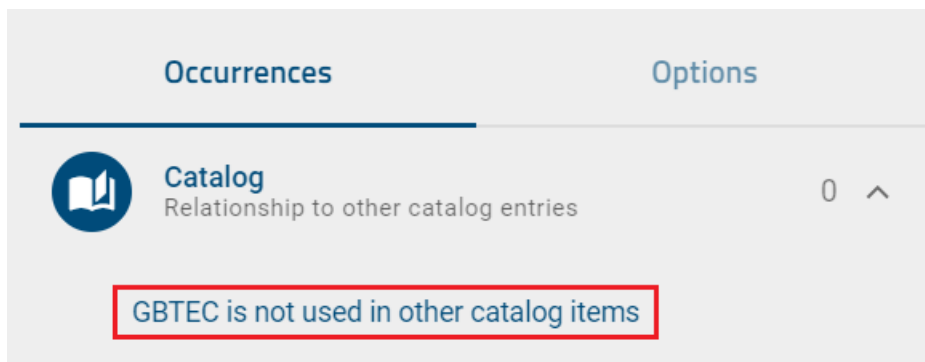 Occurrences Options
Catalog
Relationship to other catalog entries
0
GBTEC is not used in other catalog items